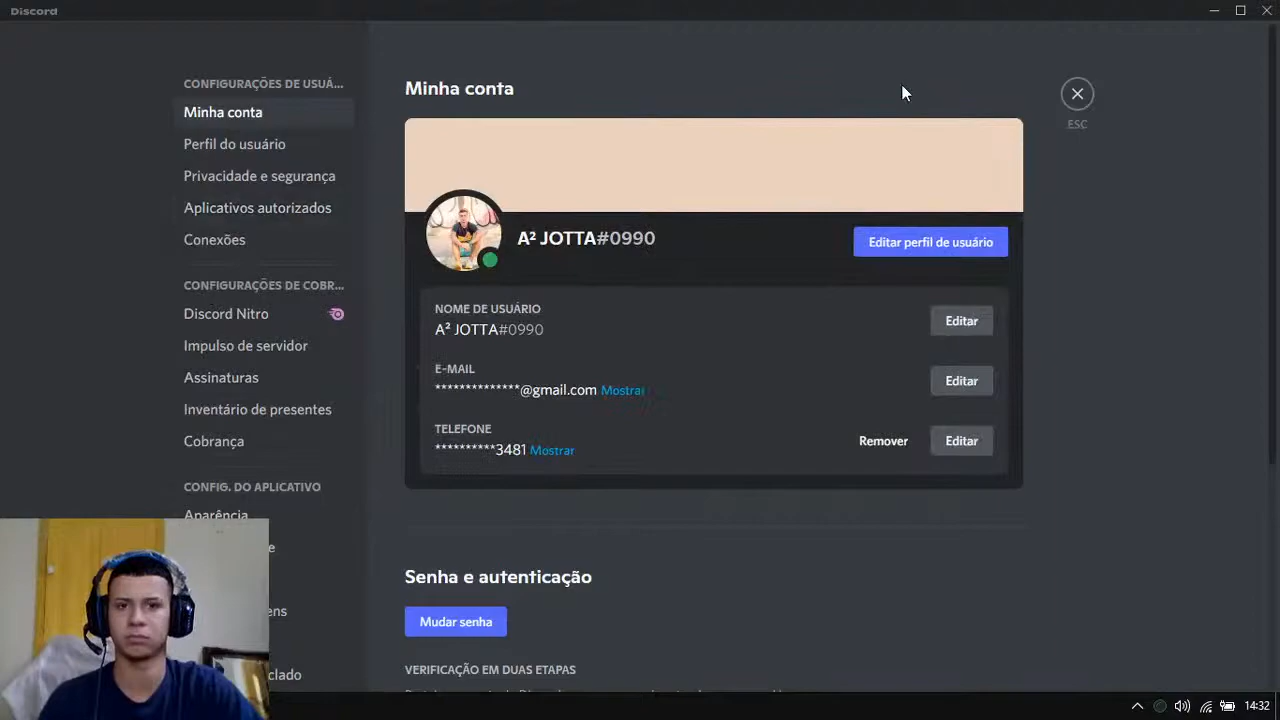 Discord
CONFIGURAÇÕES DE USUÁ...
Minha conta
Perfil do usuário
Privacidade e segurança
Aplicativos autorizados
Conexões
CONFIGURAÇÕES DE COBR...
Discord Nitro
Impulso de servidor
Assinaturas
Inventário de presentes
Cobrança
CONFIG. DO APLICATIVO
Aparência
Minha conta
ESC
A² JOTTA#0990
Editar perfil de usuário
NOME DE USUÁRIO
A² JOTTA#0990
Editar
E-MAIL
**************@gmail.com Mostrar
Editar
TELEFONE
**********3481 Mostrar
Remover
Editar
Senha e autenticação
Mudar senha
VERIFICAÇÃO EM DUAS ETAPAS
14:32